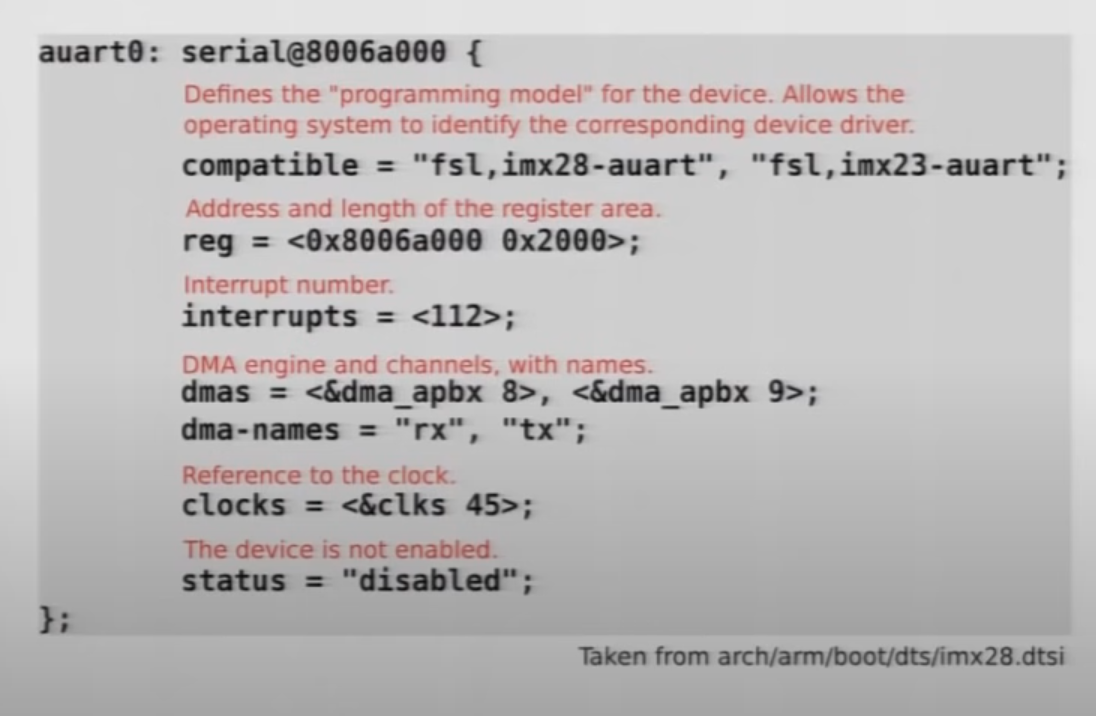 auart0: serial@8006a000 {
Defines the "programming model" for the device. Allows the
operating system to identify the corresponding device driver.
compatible = "fsl,imx28-auart", "fsl,imx23-auart";
Address and length of the register area.
reg = <0x8006a000 0x2000>;
Interrupt number.
interrupts = <112>;
DMA engine and channels, with names.
dmas = <&dma_apbx 8>, <&dma_apbx 9>;
dma-names = "rx", "tx";
Reference to the clock.
clocks = <&clks 45>;
The device is not enabled.
status = "disabled";
};
Taken from arch/arm/boot/dts/imx28.dtsi